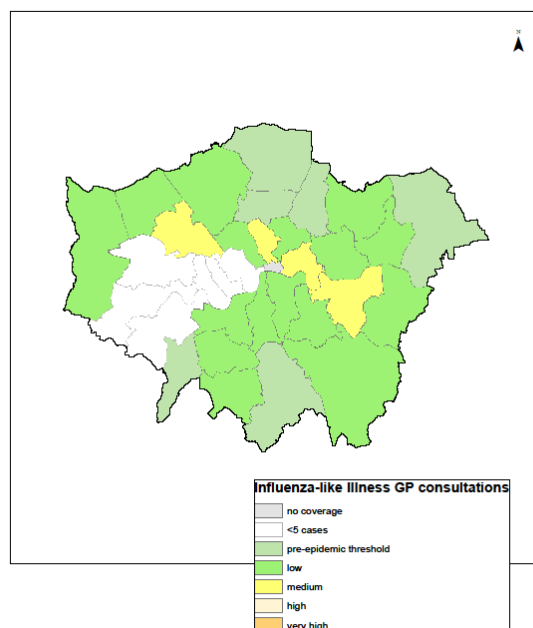 N
Influenza-like Illness GP consultations
no coverage
<5 cases
pre-epidemic threshold
low
medium
high
very high